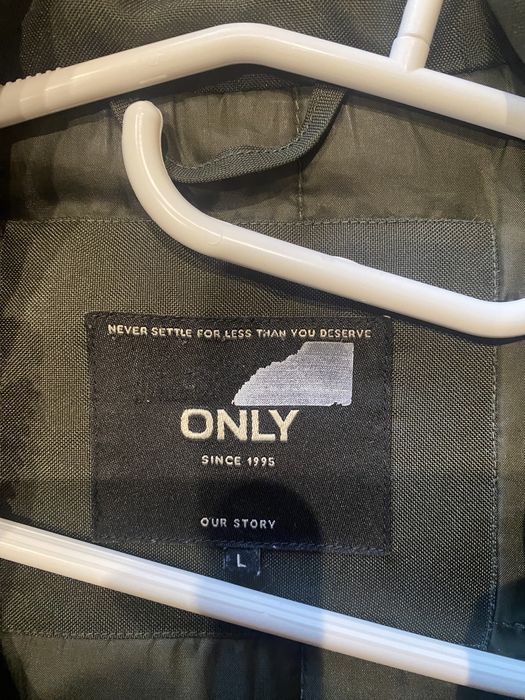 NEVER SETTLE FOR LESS THAN YOU DESERVE
ONLY
SINCE 1995
OUR STORY
L